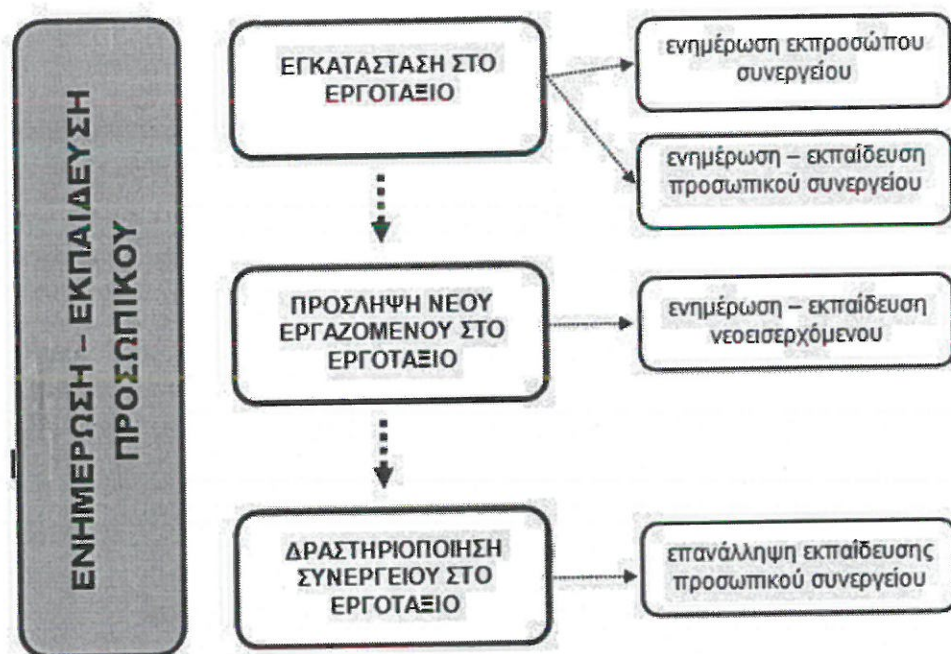 ΕΝΗΜΕΡΩΣΗ – ΕΚΠΑΙΔΕΥΣΗ
ΠΡΟΣΩΠΙΚΟΥ
ΕΓΚΑΤΑΣΤΑΣΗ ΣΤΟ
ΕΡΓΟΤΑΞΙΟ
ενημέρωση εκπροσώπου
συνεργείου
ενημέρωση – εκπαίδευση
προσωπικού συνεργείου
ΠΡΟΣΛΗΨΗ ΝΕΟΥ
ΕΡΓΑΖΟΜΕΝΟΥ ΣΤΟ
ΕΡΓΟΤΑΞΙΟ
ενημέρωση – εκπαίδευση
νεοεισερχόμενου
ΔΡΑΣΤΗΡΙΟΠΟΙΗΣΗ
ΣΥΝΕΡΓΕΙΟΥ ΣΤΟ
ΕΡΓΟΤΑΞΙΟ
επανάλληψη εκπαίδευσης
προσωπικού συνεργείου